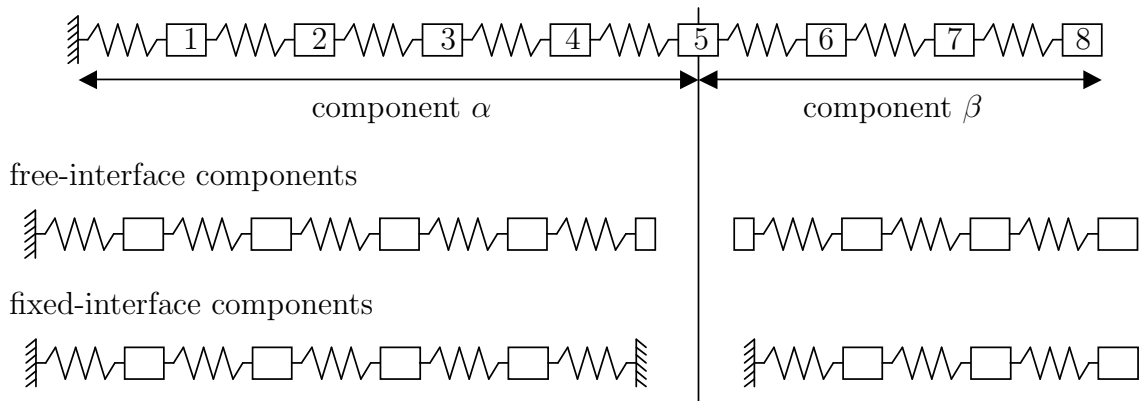 1 2 3 4 5 6 7 8
component α component β
free-interface components
fixed-interface components